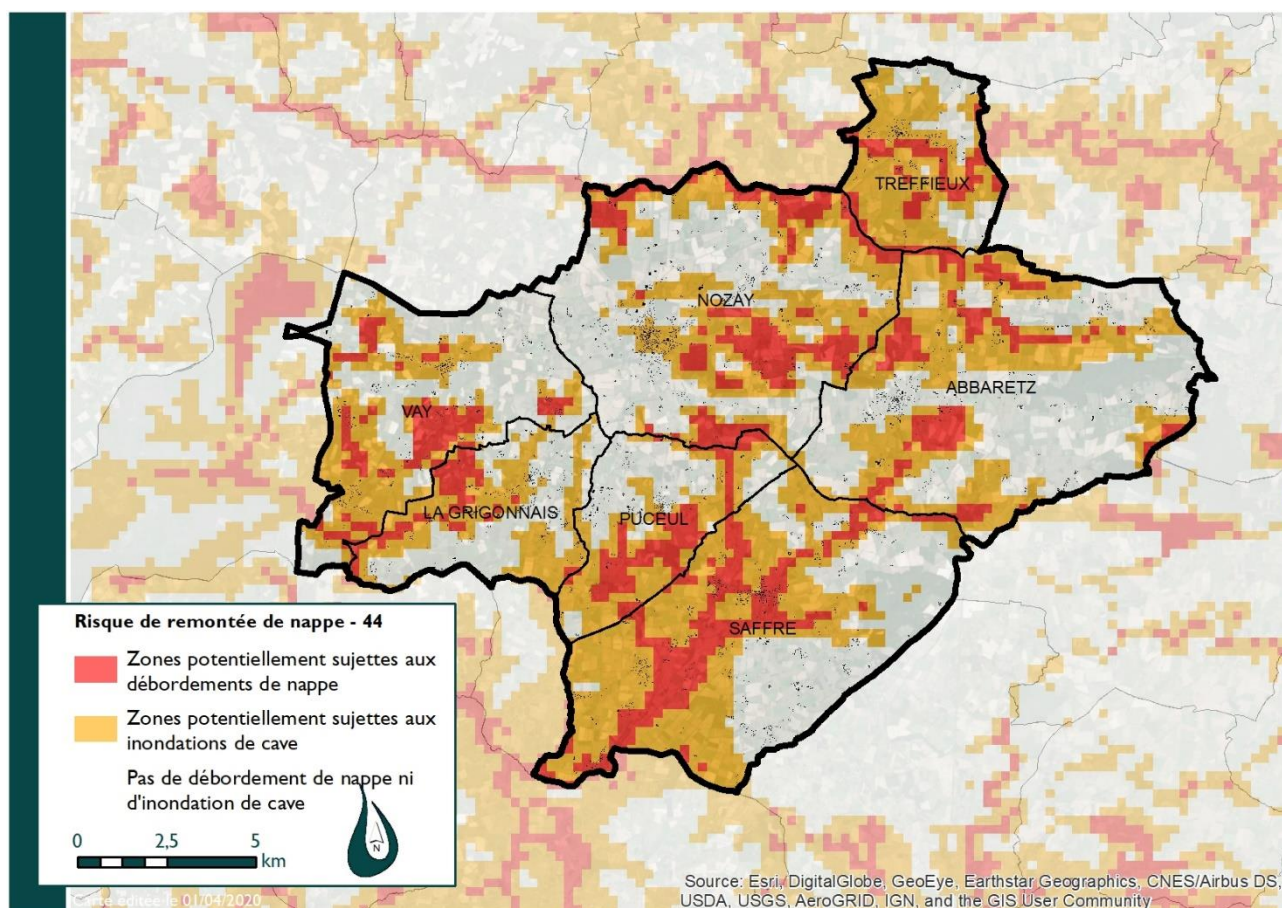 TREFFIEUX
NOZAY
ABBARETZ
VAY
LA GRIGONNAIS
PUCEUL
SAFFRE
Risque de remontée de nappe - 44
Zones potentiellement sujettes aux
débordements de nappe
Zones potentiellement sujettes aux
inondations de cave
Pas de débordement de nappe ni
d'inondation de cave
0 2,5 5
km
N
Carte éditée le 01/04/2020
Source: Esri, DigitalGlobe, GeoEye, Earthstar Geographics, CNES/Airbus DS,
USDA, USGS, AeroGRID, IGN, and the GIS User Community